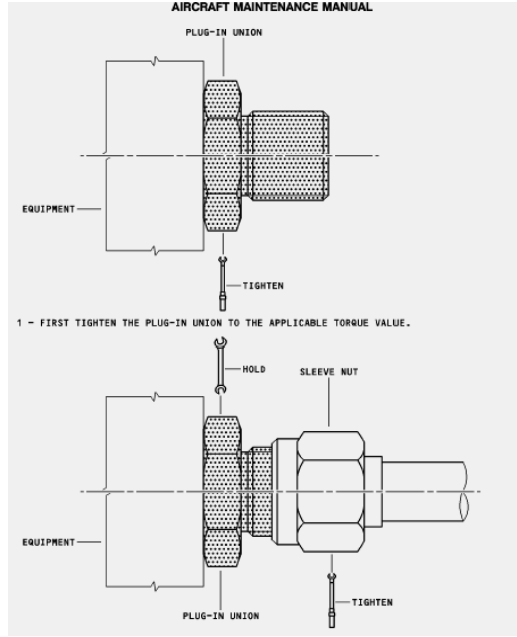 AIRCRAFT MAINTENANCE MANUAL
PLUG-IN UNION
EQUIPMENT
TIGHTEN
1 - FIRST TIGHTEN THE PLUG-IN UNION TO THE APPLICABLE TORQUE VALUE.
HOLD
SLEEVE NUT
EQUIPMENT
TIGHTEN
PLUG-IN UNION